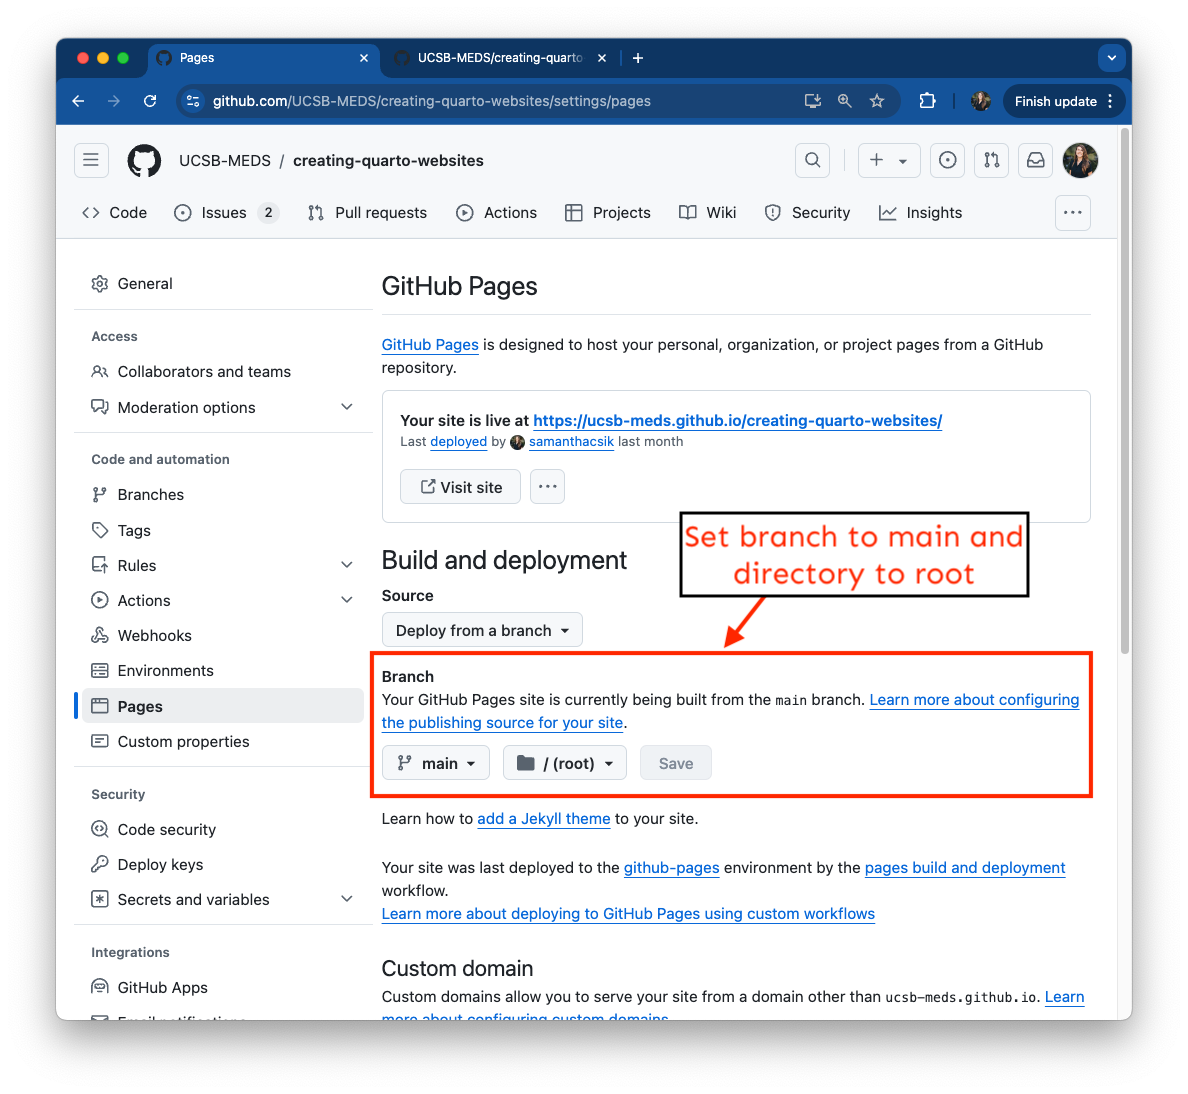 Pages
UCSB-MEDS/creating-quarto
github.com/UCSB-MEDS/creating-quarto-websites/settings/pages
Finish update
UCSB-MEDS / creating-quarto-websites
Code
Issues 2
Pull requests
Actions
Projects
Wiki
Security
Insights
General
Access
Collaborators and teams
Moderation options
Code and automation
Branches
Tags
Rules
Actions
Webhooks
Environments
Pages
Custom properties
Security
Code security
Deploy keys
Secrets and variables
Integrations
GitHub Apps
Email notifications
GitHub Pages
GitHub Pages is designed to host your personal, organization, or project pages from a GitHub
repository.
Your site is live at https://ucsb-meds.github.io/creating-quarto-websites/
Last deployed by samanthacsik last month
Visit site
Set branch to main and
directory to root
Build and deployment
Source
Deploy from a branch
Branch
Your GitHub Pages site is currently being built from the main branch. Learn more about configuring
the publishing source for your site.
main
/ (root)
Save
Learn how to add a Jekyll theme to your site.
Your site was last deployed to the github-pages environment by the pages build and deployment
workflow.
Learn more about deploying to GitHub Pages using custom workflows
Custom domain
Custom domains allow you to serve your site from a domain other than ucsb-meds.github.io. Learn
more about configuring custom domains.